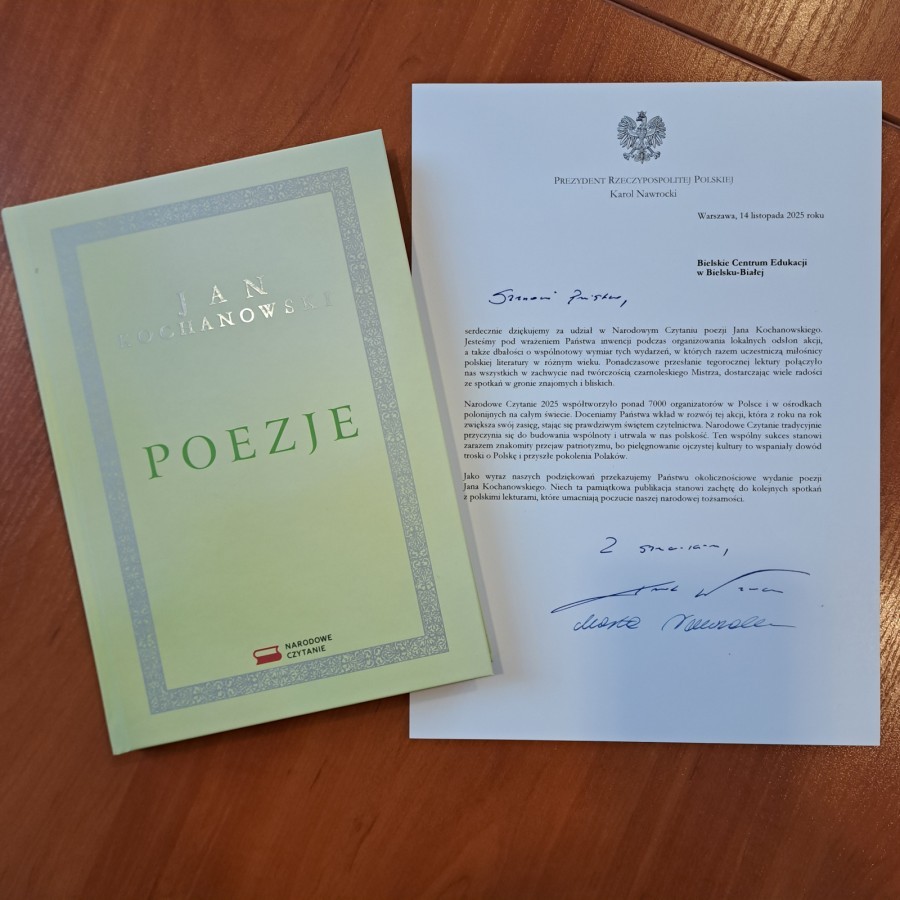 JAN
KOCHANOWSKI
POEZJE
NARODOWE
CZYTANIE
PREZYDENT RZECZYPOSPOLITEJ POLSKIEJ
Karol Nawrocki
Warszawa, 14 listopada 2025 roku
Bielskie Centrum Edukacji
w Bielsku-Białej
Szanowni Państwo,
serdecznie dziękujemy za udział w Narodowym Czytaniu poezji Jana Kochanowskiego.
Jesteśmy pod wrażeniem Państwa inwencji podczas organizowania lokalnych odsłon akcji,
a także dbałości o wspólnotowy wymiar tych wydarzeń, w których razem uczestniczą miłośnicy
polskiej literatury w różnym wieku. Ponadczasowe przesłanie tegorocznej lektury połączyło
nas wszystkich w zachwycie nad twórczością czarnoleskiego Mistrza, dostarczając wiele radości
ze spotkań w gronie znajomych i bliskich.
Narodowe Czytanie 2025 współtworzyło ponad 7000 organizatorów w Polsce i w ośrodkach
polonijnych na całym świecie. Doceniamy Państwa wkład w rozwój tej akcji, która z roku na rok
zwiększa swój zasięg, stając się prawdziwym świętem czytelnictwa. Narodowe Czytanie tradycyjnie
przyczynia się do budowania wspólnoty i utrwala w nas polskość. Ten wspólny sukces stanowi
zarazem znakomity przejaw patriotyzmu, bo pielęgnowanie ojczystej kultury to wspaniały dowód
troski o Polskę i przyszłe pokolenia Polaków.
Jako wyraz naszych podziękowań przekazujemy Państwu okolicznościowe wydanie poezji
Jana Kochanowskiego. Niech ta pamiątkowa publikacja stanowi zachętę do kolejnych spotkań
z polskimi lekturami, które umacniają poczucie naszej narodowej tożsamości.
Z szacunkiem,
Marta Nawrocka